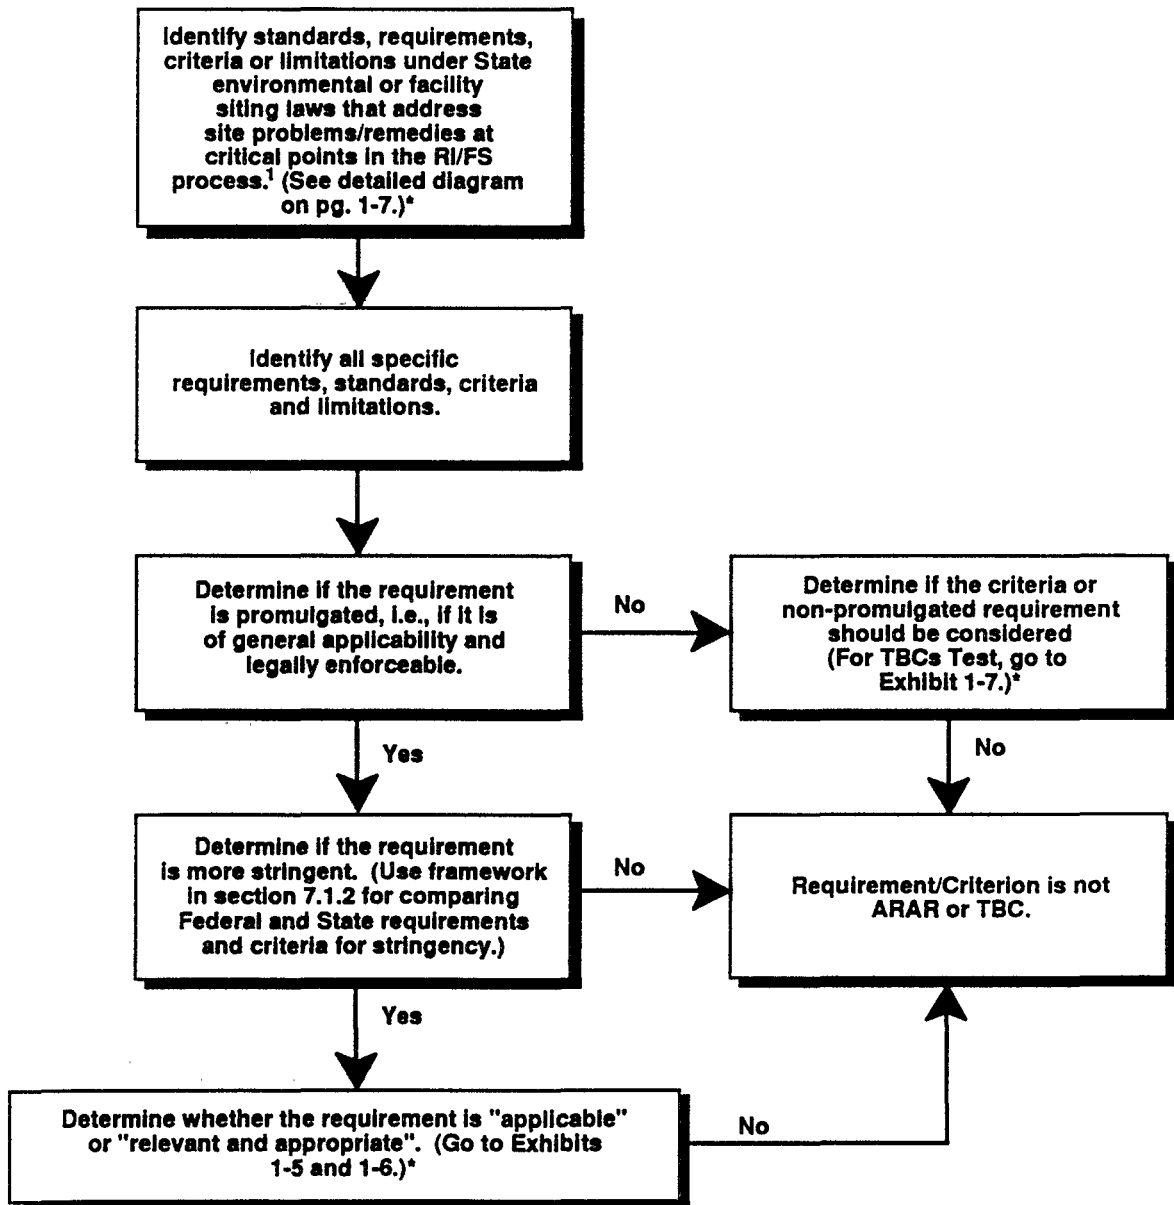 Identify standards, requirements,
criteria or limitations under State
environmental or facility
siting laws that address
site problems/remedies at
critical points in the RI/FS
process.¹ (See detailed diagram
on pg. 1-7.)*
Identify all specific
requirements, standards, criteria
and limitations.
Determine if the requirement
is promulgated, i.e., if it is
of general applicability and
legally enforceable.
No
Determine if the criteria or
non-promulgated requirement
should be considered
(For TBCs Test, go to
Exhibit 1-7.)*
Yes
No
Determine if the requirement
is more stringent. (Use framework
in section 7.1.2 for comparing
Federal and State requirements
and criteria for stringency.)
No
Requirement/Criterion is not
ARAR or TBC.
Yes
Determine whether the requirement is "applicable"
or "relevant and appropriate". (Go to Exhibits
1-5 and 1-6.)*
No